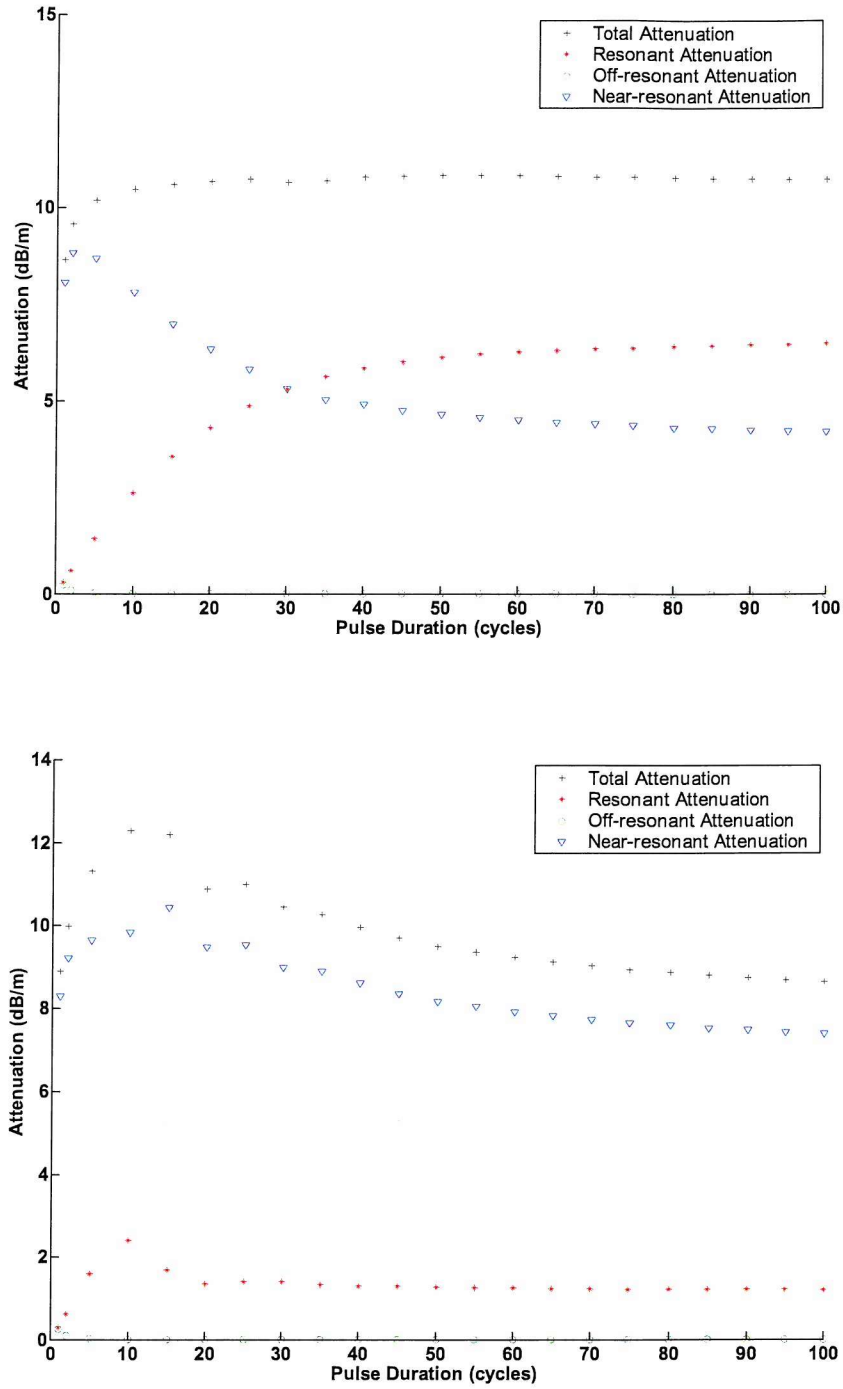 15
Total Attenuation
Resonant Attenuation
Off-resonant Attenuation
Near-resonant Attenuation
10
5
0
Attenuation (dB/m)
0 10 20 30 40 50 60 70 80 90 100
Pulse Duration (cycles)
14
Total Attenuation
Resonant Attenuation
Off-resonant Attenuation
Near-resonant Attenuation
12
10
8
6
4
2
0
Attenuation (dB/m)
0 10 20 30 40 50 60 70 80 90 100
Pulse Duration (cycles)